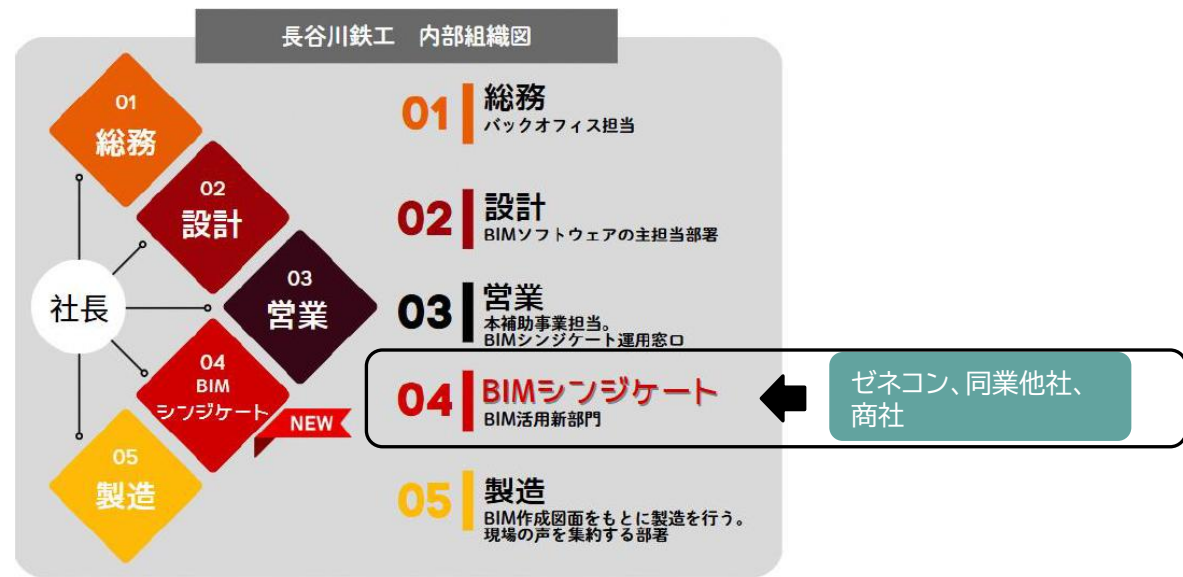 長谷川鉄工 内部組織図
01
総務
02
設計
03
営業
社長
04
BIM
シンジケート
NEW
05
製造
01
総務
バックオフィス担当
02
設計
BIMソフトウェアの主担当部署
03
営業
本補助事業担当。
BIMシンジケート運用窓口
04
BIMシンジケート
BIM活用新部門
ゼネコン、同業他社、
商社
05
製造
BIM作成図面をもとに製造を行う。
現場の声を集約する部署